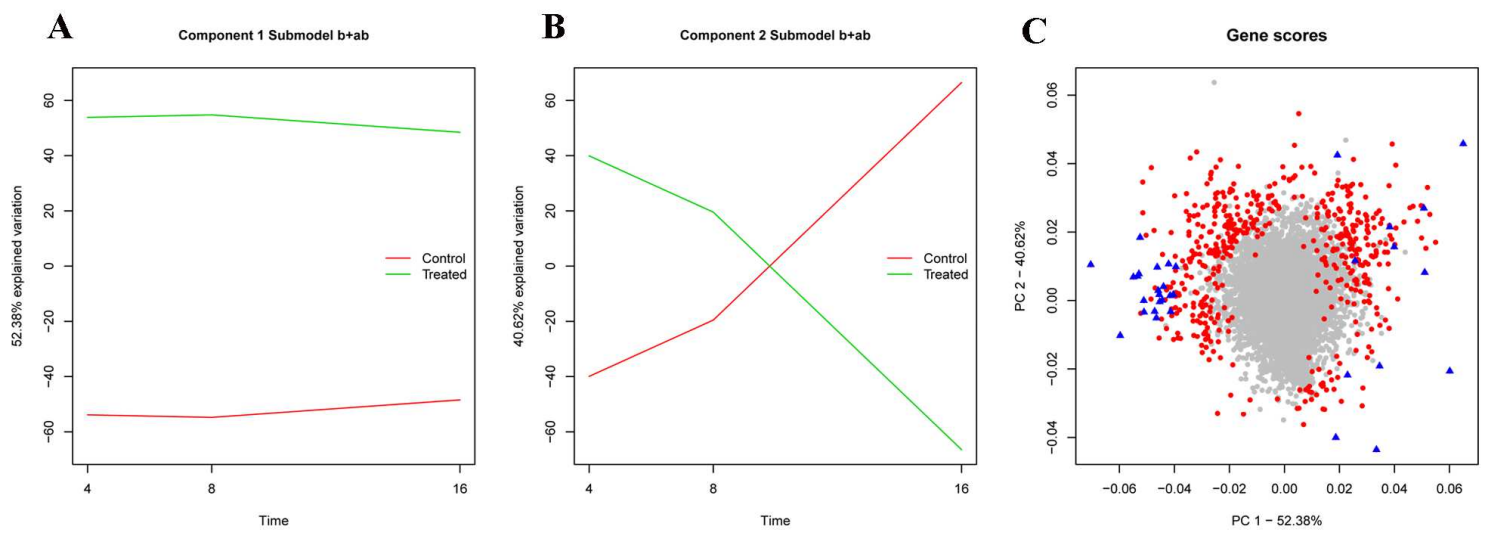 A
Component 1 Submodel b+ab
52.38% explained variation
60
40
20
0
−20
−40
−60
Control
Treated
4
8
16
Time
B
Component 2 Submodel b+ab
40.62% explained variation
60
40
20
0
−20
−40
−60
Control
Treated
4
8
16
Time
C
Gene scores
PC 2 − 40.62%
0.06
0.04
0.02
0.00
−0.02
−0.04
−0.06
−0.04
−0.02
0.00
0.02
0.04
0.06
PC 1 − 52.38%